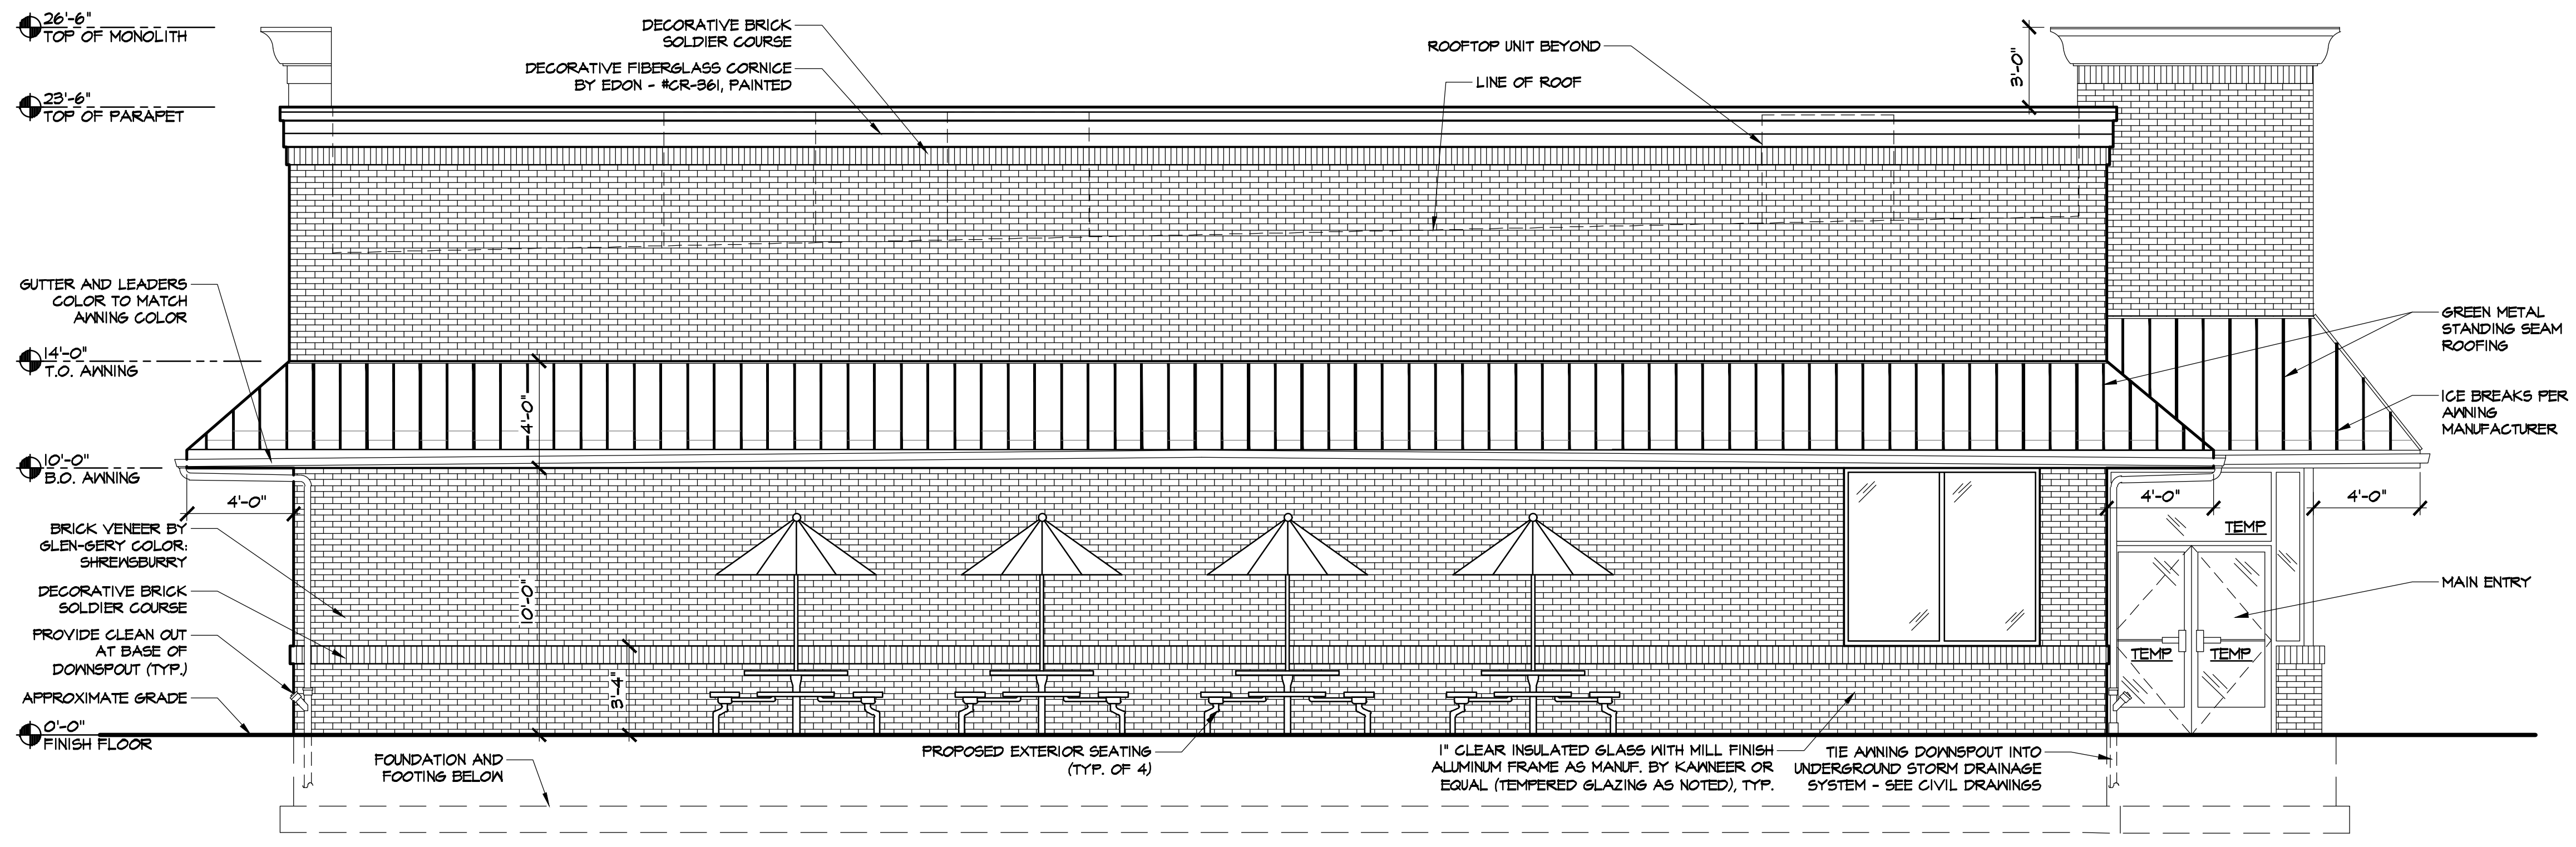 26'-6"
TOP OF MONOLITH
23'-6"
TOP OF PARAPET
DECORATIVE BRICK
SOLDIER COURSE
DECORATIVE FIBERGLASS CORNICE
BY EDON - #CR-361, PAINTED
ROOFTOP UNIT BEYOND
LINE OF ROOF
3'-0"
GUTTER AND LEADERS
COLOR TO MATCH
AWNING COLOR
14'-0"
T.O. AWNING
4'-0"
GREEN METAL
STANDING SEAM
ROOFING
ICE BREAKS PER
AWNING
MANUFACTURER
10'-0"
B.O. AWNING
4'-0"
4'-0"
4'-0"
BRICK VENEER BY
GLEN-GERY COLOR:
SHREWSBURRY
TEMP
DECORATIVE BRICK
SOLDIER COURSE
10'-0"
MAIN ENTRY
PROVIDE CLEAN OUT
AT BASE OF
DOWNSPOUT (TYP.)
TEMP
TEMP
3'-4"
APPROXIMATE GRADE
0'-0"
FINISH FLOOR
FOUNDATION AND
FOOTING BELOW
PROPOSED EXTERIOR SEATING
(TYP. OF 4)
1" CLEAR INSULATED GLASS WITH MILL FINISH
ALUMINUM FRAME AS MANUF. BY KAWNEER OR
EQUAL (TEMPERED GLAZING AS NOTED), TYP.
TIE AWNING DOWNSPOUT INTO
UNDERGROUND STORM DRAINAGE
SYSTEM - SEE CIVIL DRAWINGS